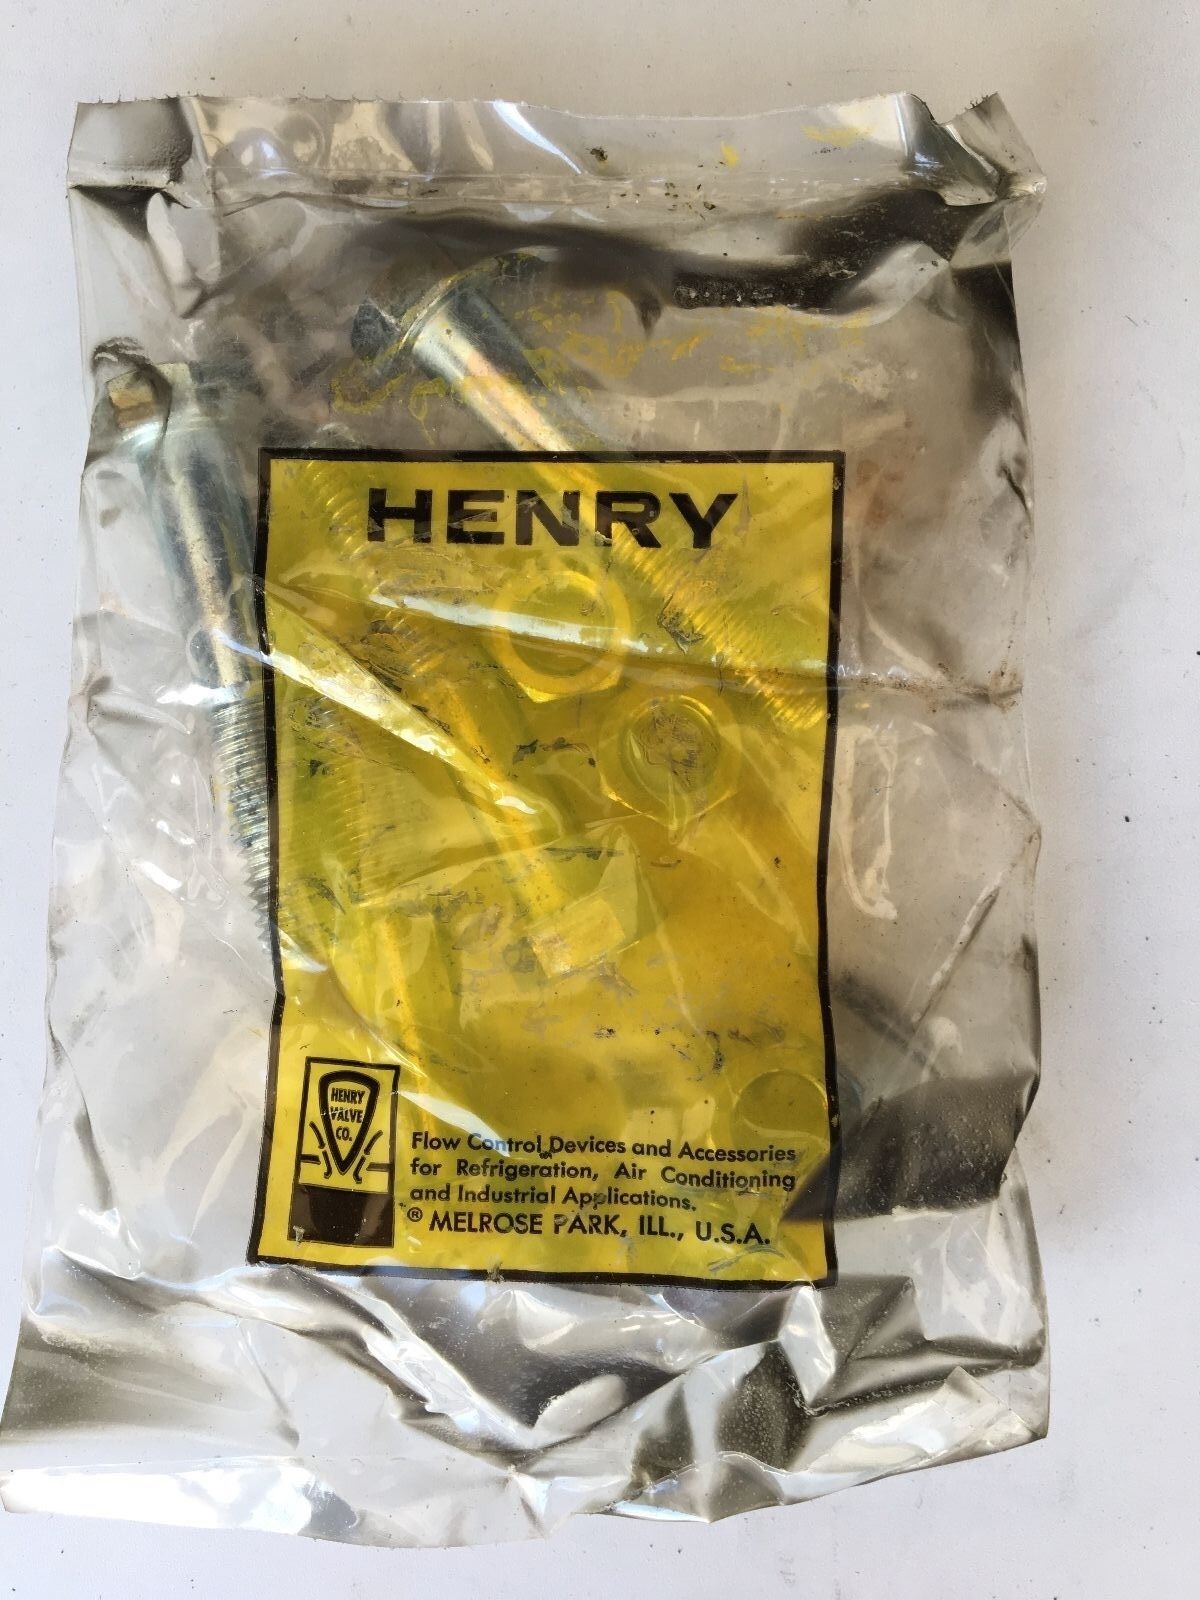 HENRY
HENRY
VALVE
CO.
Flow Control Devices and Accessories
for Refrigeration, Air Conditioning
and Industrial Applications.
® MELROSE PARK, ILL., U.S.A.